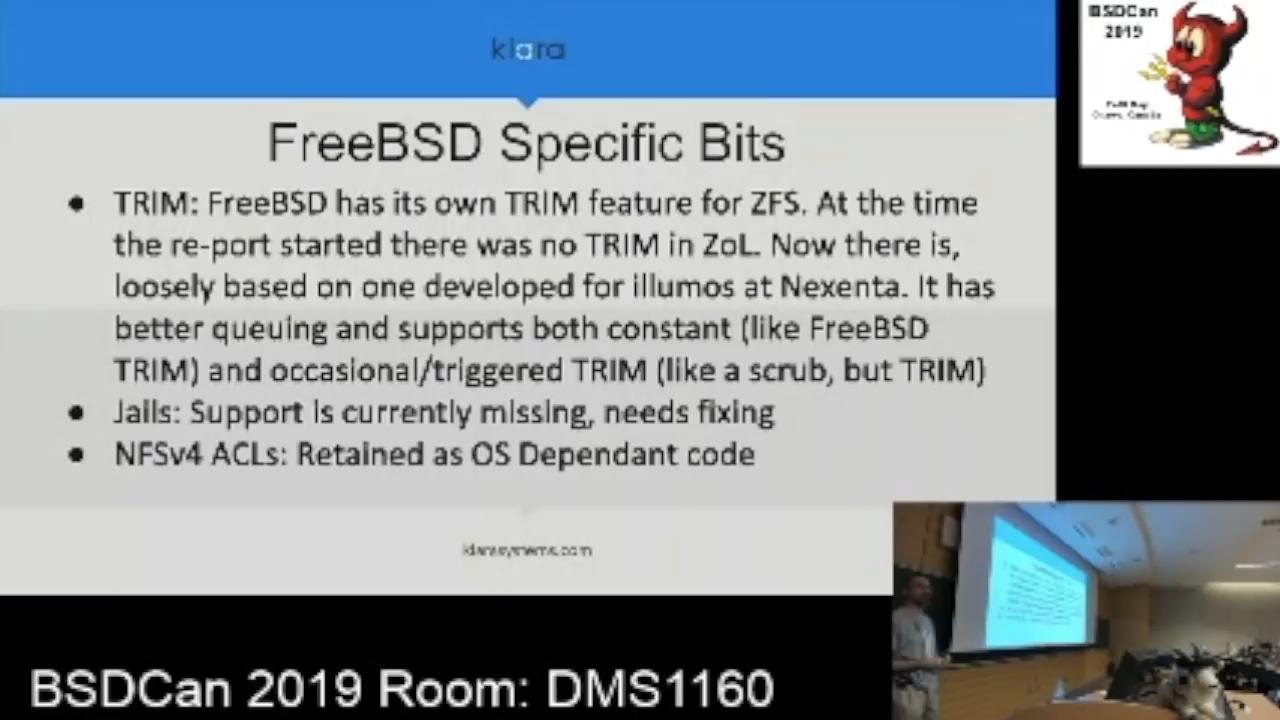 klara
BSDCan
2019
FreeBSD Specific Bits
• TRIM: FreeBSD has its own TRIM feature for ZFS. At the time
the re-port started there was no TRIM in ZoL. Now there is,
loosely based on one developed for illumos at Nexenta. It has
better queuing and supports both constant (like FreeBSD
TRIM) and occasional/triggered TRIM (like a scrub, but TRIM)
• Jails: Support is currently missing, needs fixing
• NFSv4 ACLs: Retained as OS Dependant code
klarasystems.com
BSDCan 2019 Room: DMS1160